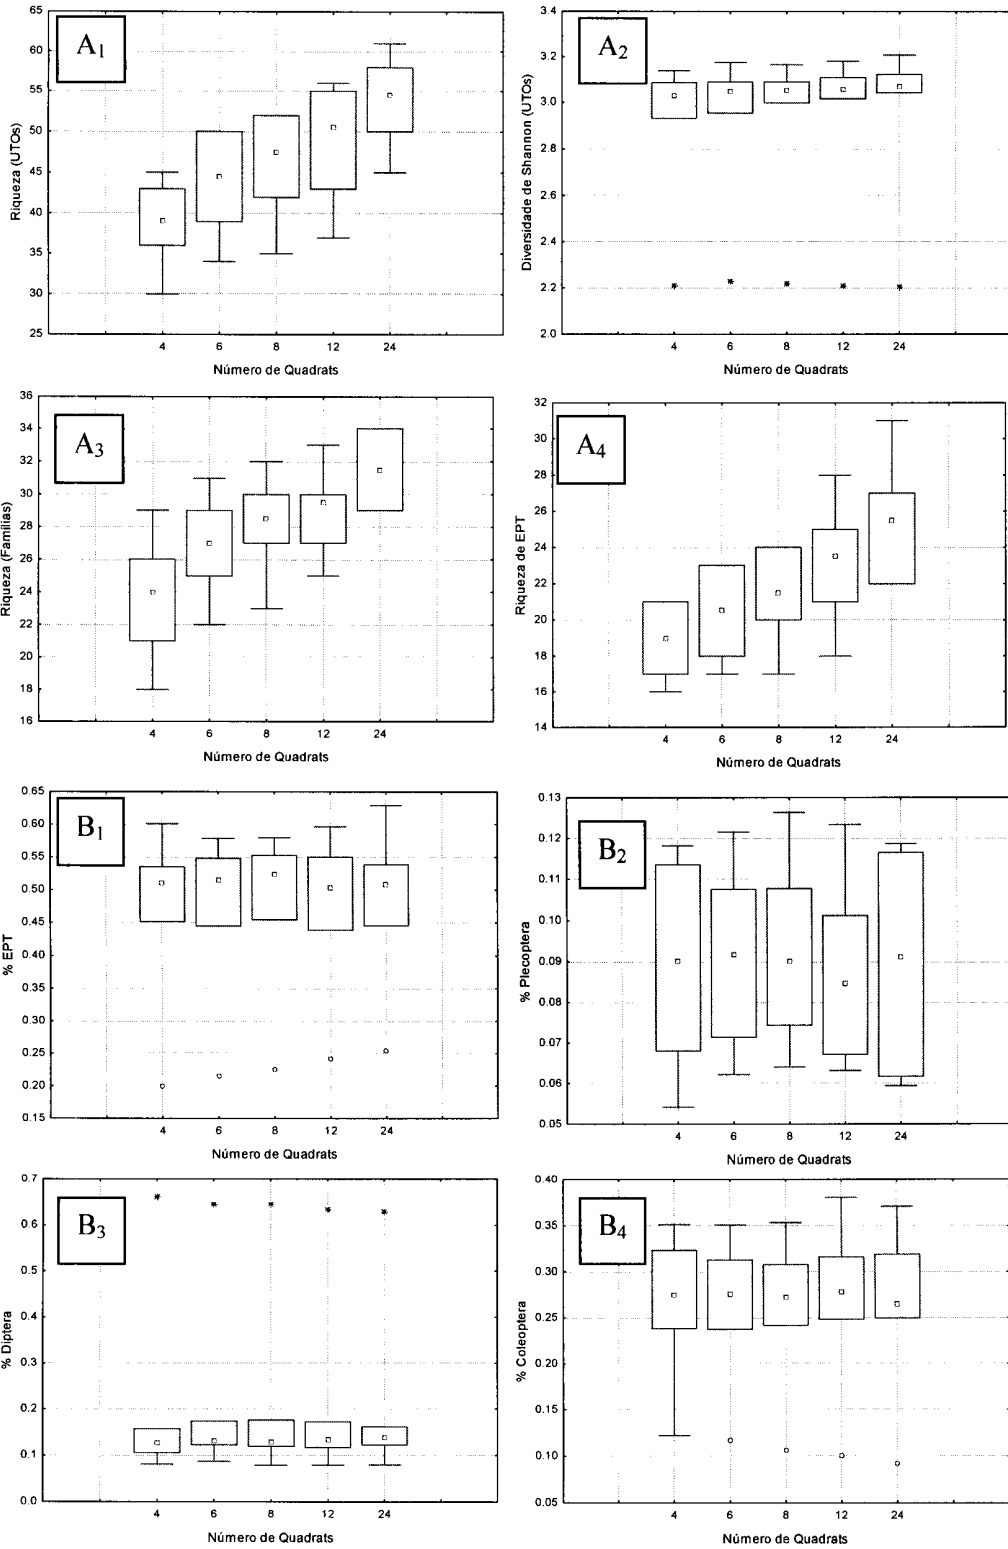 A1
Riqueza (UTOs)
65
60
55
50
45
40
35
30
25
4 6 8 12 24
Número de Quadrats
A2
Diversidade de Shannon (UTOs)
3.4
3.2
3.0
2.8
2.6
2.4
2.2
2.0
4 6 8 12 24
Número de Quadrats
A3
Riqueza (Famílias)
36
34
32
30
28
26
24
22
20
18
16
4 6 8 12 24
Número de Quadrats
A4
Riqueza de EPT
32
30
28
26
24
22
20
18
16
14
4 6 8 12 24
Número de Quadrats
B1
% EPT
0.65
0.60
0.55
0.50
0.45
0.40
0.35
0.30
0.25
0.20
0.15
4 6 8 12 24
Número de Quadrats
B2
% Plecoptera
0.13
0.12
0.11
0.10
0.09
0.08
0.07
0.06
0.05
4 6 8 12 24
Número de Quadrats
B3
% Diptera
0.7
0.6
0.5
0.4
0.3
0.2
0.1
0.0
4 6 8 12 24
Número de Quadrats
B4
% Coleoptera
0.40
0.35
0.30
0.25
0.20
0.15
0.10
0.05
4 6 8 12 24
Número de Quadrats